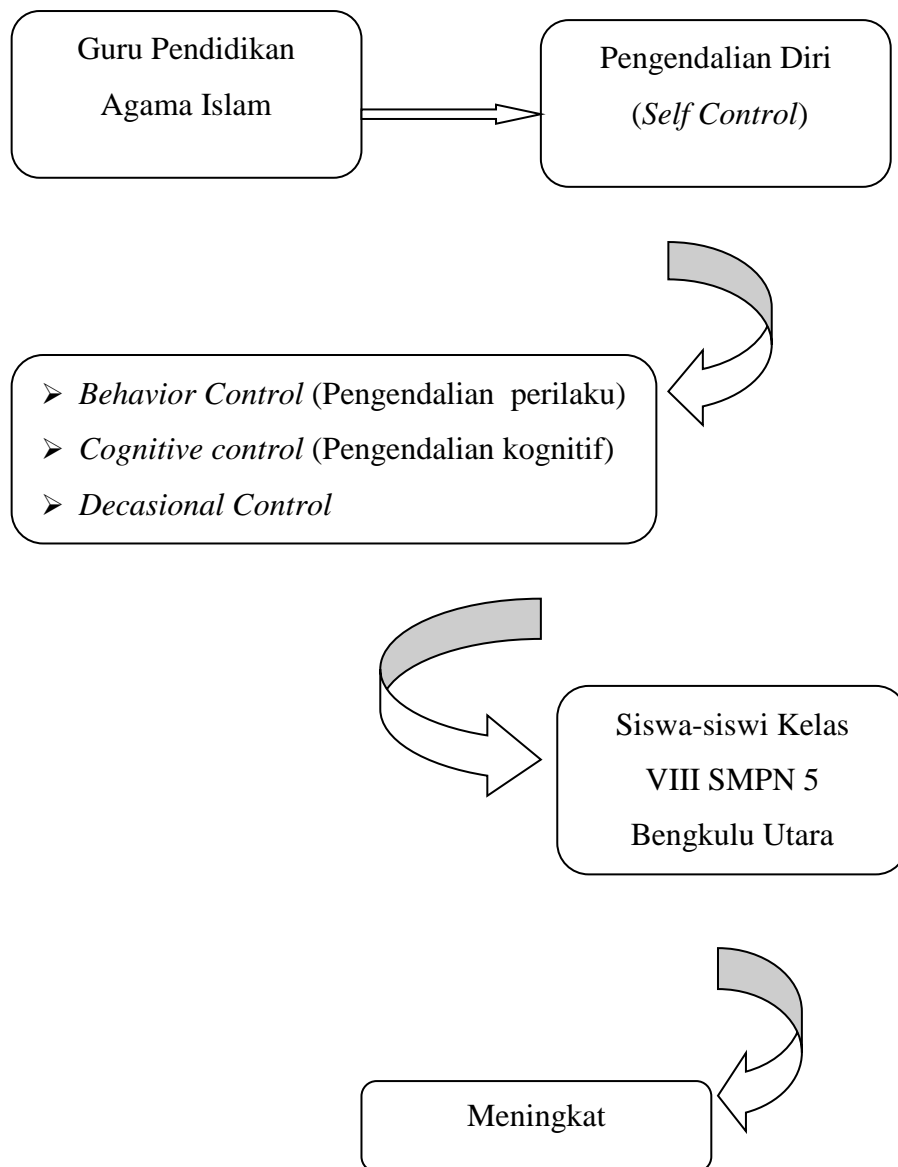 Guru Pendidikan
Agama Islam
Pengendalian Diri
(Self Control)
➢ Behavior Control (Pengendalian perilaku)
➢ Cognitive control (Pengendalian kognitif)
➢ Decasional Control
Siswa-siswi Kelas
VIII SMPN 5
Bengkulu Utara
Meningkat